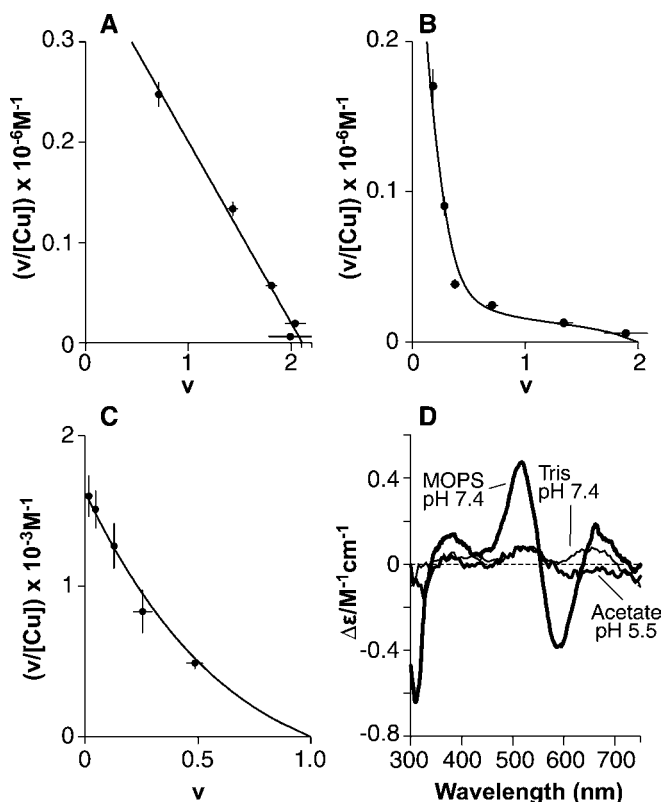 A
(v/[Cu]) x 10-6M-1
0.3
0.2
0.1
0
0
1
2
v
B
(v/[Cu]) x 10-6M-1
0.2
0.1
0
0
1
2
v
C
(v/[Cu]) x 10-3M-1
2
1
0
0
0.5
1.0
v
D
Δε/M-1cm-1
0.4
0
-0.4
-0.8
MOPS
pH 7.4
Tris
pH 7.4
Acetate
pH 5.5
300
400
500
600
700
Wavelength (nm)